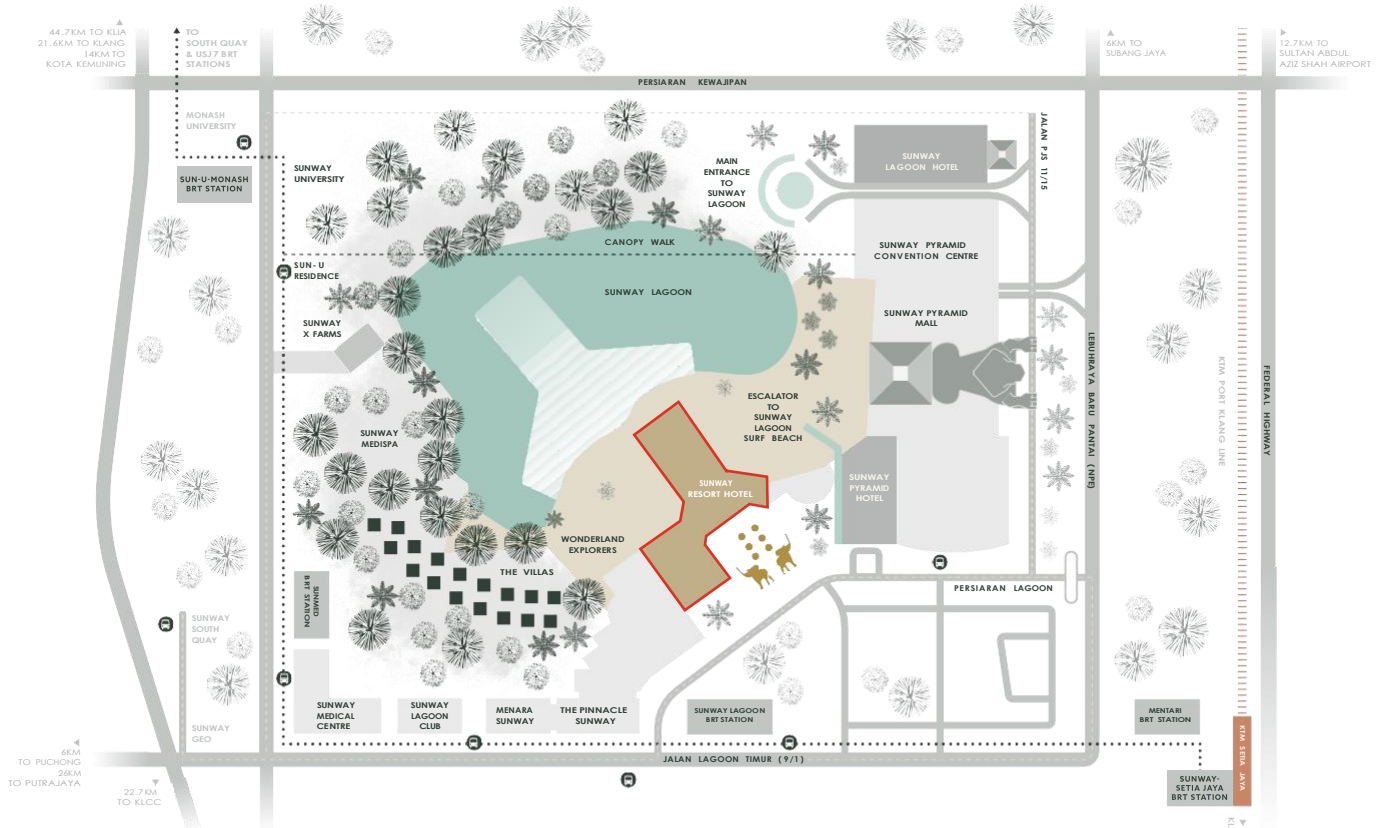 44.7KM TO KLIA
21.6KM TO KLANG
14KM TO
KOTA KEMUNING
TO
SOUTH QUAY
& USJ7 BRT
STATIONS
6KM TO
SUBANG JAYA
12.7KM TO
SULTAN ABDUL
AZIZ SHAH AIRPORT
PERSIARAN KEWAJIPAN
MONASH
UNIVERSITY
SUN-U-MONASH
BRT STATION
SUNWAY
UNIVERSITY
MAIN
ENTRANCE
TO
SUNWAY
LAGOON
SUNWAY
LAGOON HOTEL
JALAN PJS 11/15
CANOPY WALK
SUNWAY PYRAMID
CONVENTION CENTRE
SUN-U
RESIDENCE
SUNWAY LAGOON
SUNWAY
X FARMS
SUNWAY PYRAMID
MALL
LEBUHRAYA BARU PANTAI (NPE)
KTM PORT KLANG LINE
FEDERAL HIGHWAY
ESCALATOR
TO
SUNWAY
LAGOON
SURF BEACH
SUNWAY
MEDISPA
SUNWAY
RESORT HOTEL
SUNWAY
PYRAMID
HOTEL
WONDERLAND
EXPLORERS
THE VILLAS
SUNMED
BRT STATION
PERSIARAN LAGOON
SUNWAY
SOUTH
QUAY
SUNWAY
GEO
SUNWAY
MEDICAL
CENTRE
SUNWAY
LAGOON
CLUB
MENARA
SUNWAY
THE PINNACLE
SUNWAY
SUNWAY LAGOON
BRT STATION
MENTARI
BRT STATION
KTM SETIA JAYA
6KM
TO PUCHONG
26KM
TO PUTRAJAYA
JALAN LAGOON TIMUR (9/1)
22.7KM
TO KLCC
SUNWAY-
SETIA JAYA
BRT STATION
KL